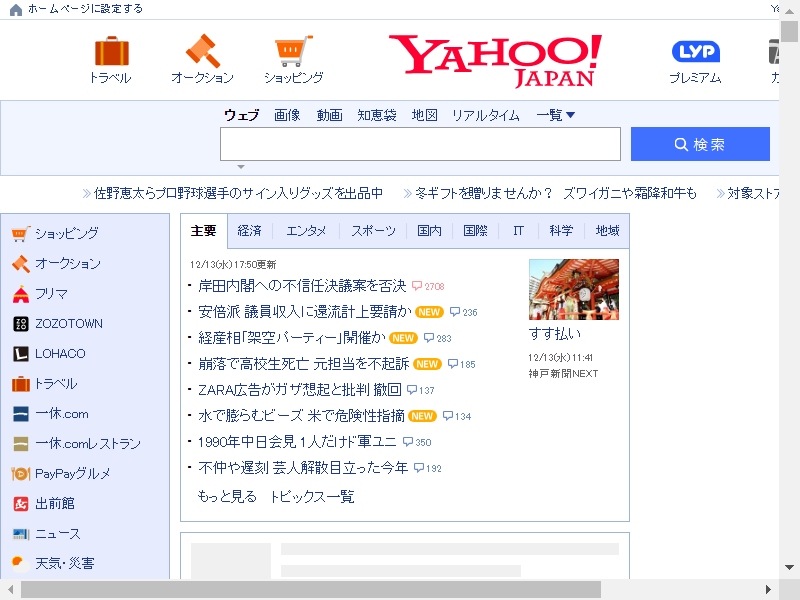 ホームページに設定する
トラベル
オークション
ショッピング
YAHOO!
JAPAN
LYP
プレミアム
ウェブ 画像 動画 知恵袋 地図 リアルタイム 一覧
検索
佐野恵太らプロ野球選手のサイン入りグッズを出品中
冬ギフトを贈りませんか？ ズワイガニや霜降和牛も
対象スト
ショッピング
オークション
フリマ
ZOZOTOWN
LOHACO
トラベル
一休.com
一休.comレストラン
PayPayグルメ
出前館
ニュース
天気・災害
主要 経済 エンタメ スポーツ 国内 国際 IT 科学 地域
12/13(水) 17:50更新
岸田内閣への不信任決議案を否決 2708
安倍派 議員収入に還流計上要請か NEW 236
経産相「架空パーティー」開催か NEW 283
崩落で高校生死亡 元担当を不起訴 NEW 185
ZARA広告がガザ想起と批判 撤回 137
水で膨らむビーズ 米で危険性指摘 NEW 134
1990年中日会見 1人だけド軍ユニ 350
不仲や遅刻 芸人解散目立った今年 192
もっと見る トピックス一覧
すす払い
12/13(水) 11:41
神戸新聞NEXT